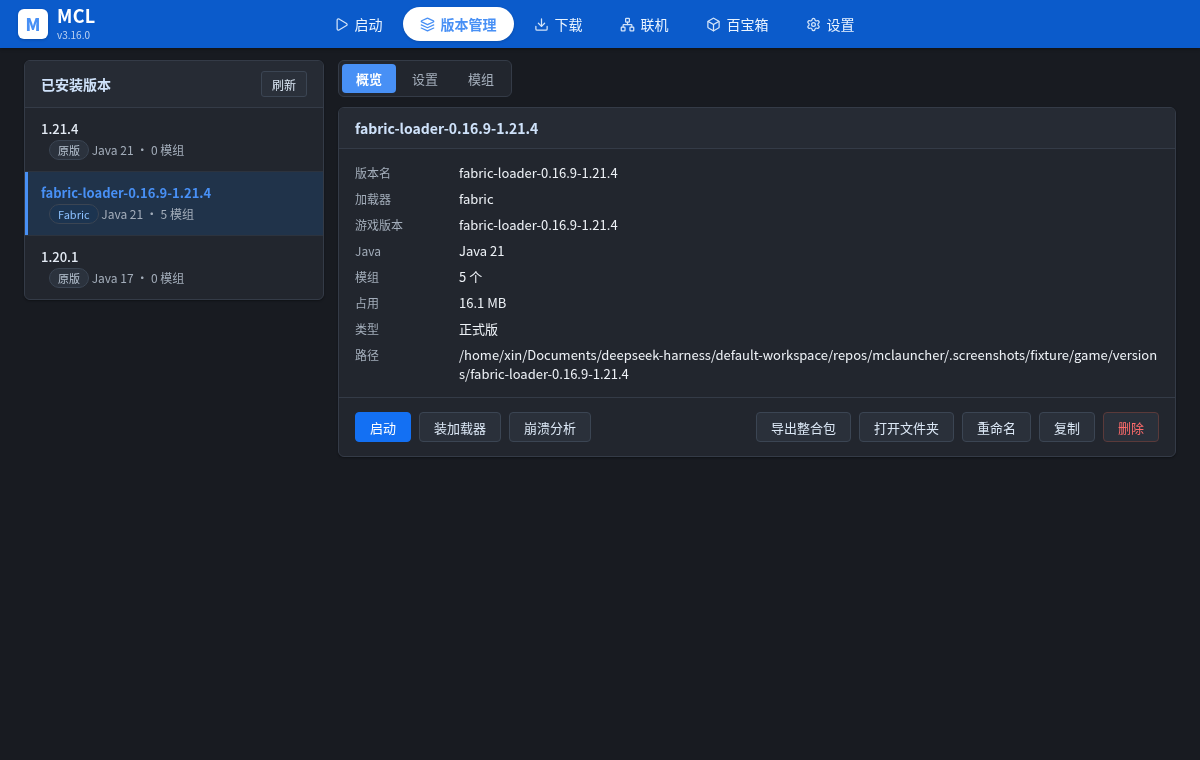 M
MCL
v3.16.0
启动
版本管理
下载
联机
百宝箱
设置
已安装版本
刷新
1.21.4
原版 Java 21 · 0 模组
fabric-loader-0.16.9-1.21.4
Fabric Java 21 · 5 模组
1.20.1
原版 Java 17 · 0 模组
概览
设置
模组
fabric-loader-0.16.9-1.21.4
版本名 fabric-loader-0.16.9-1.21.4
加载器 fabric
游戏版本 fabric-loader-0.16.9-1.21.4
Java Java 21
模组 5 个
占用 16.1 MB
类型 正式版
路径 /home/xin/Documents/deepseek-harness/default-workspace/repos/mclauncher/.screenshots/fixture/game/version
s/fabric-loader-0.16.9-1.21.4
启动
装加载器
崩溃分析
导出整合包
打开文件夹
重命名
复制
删除